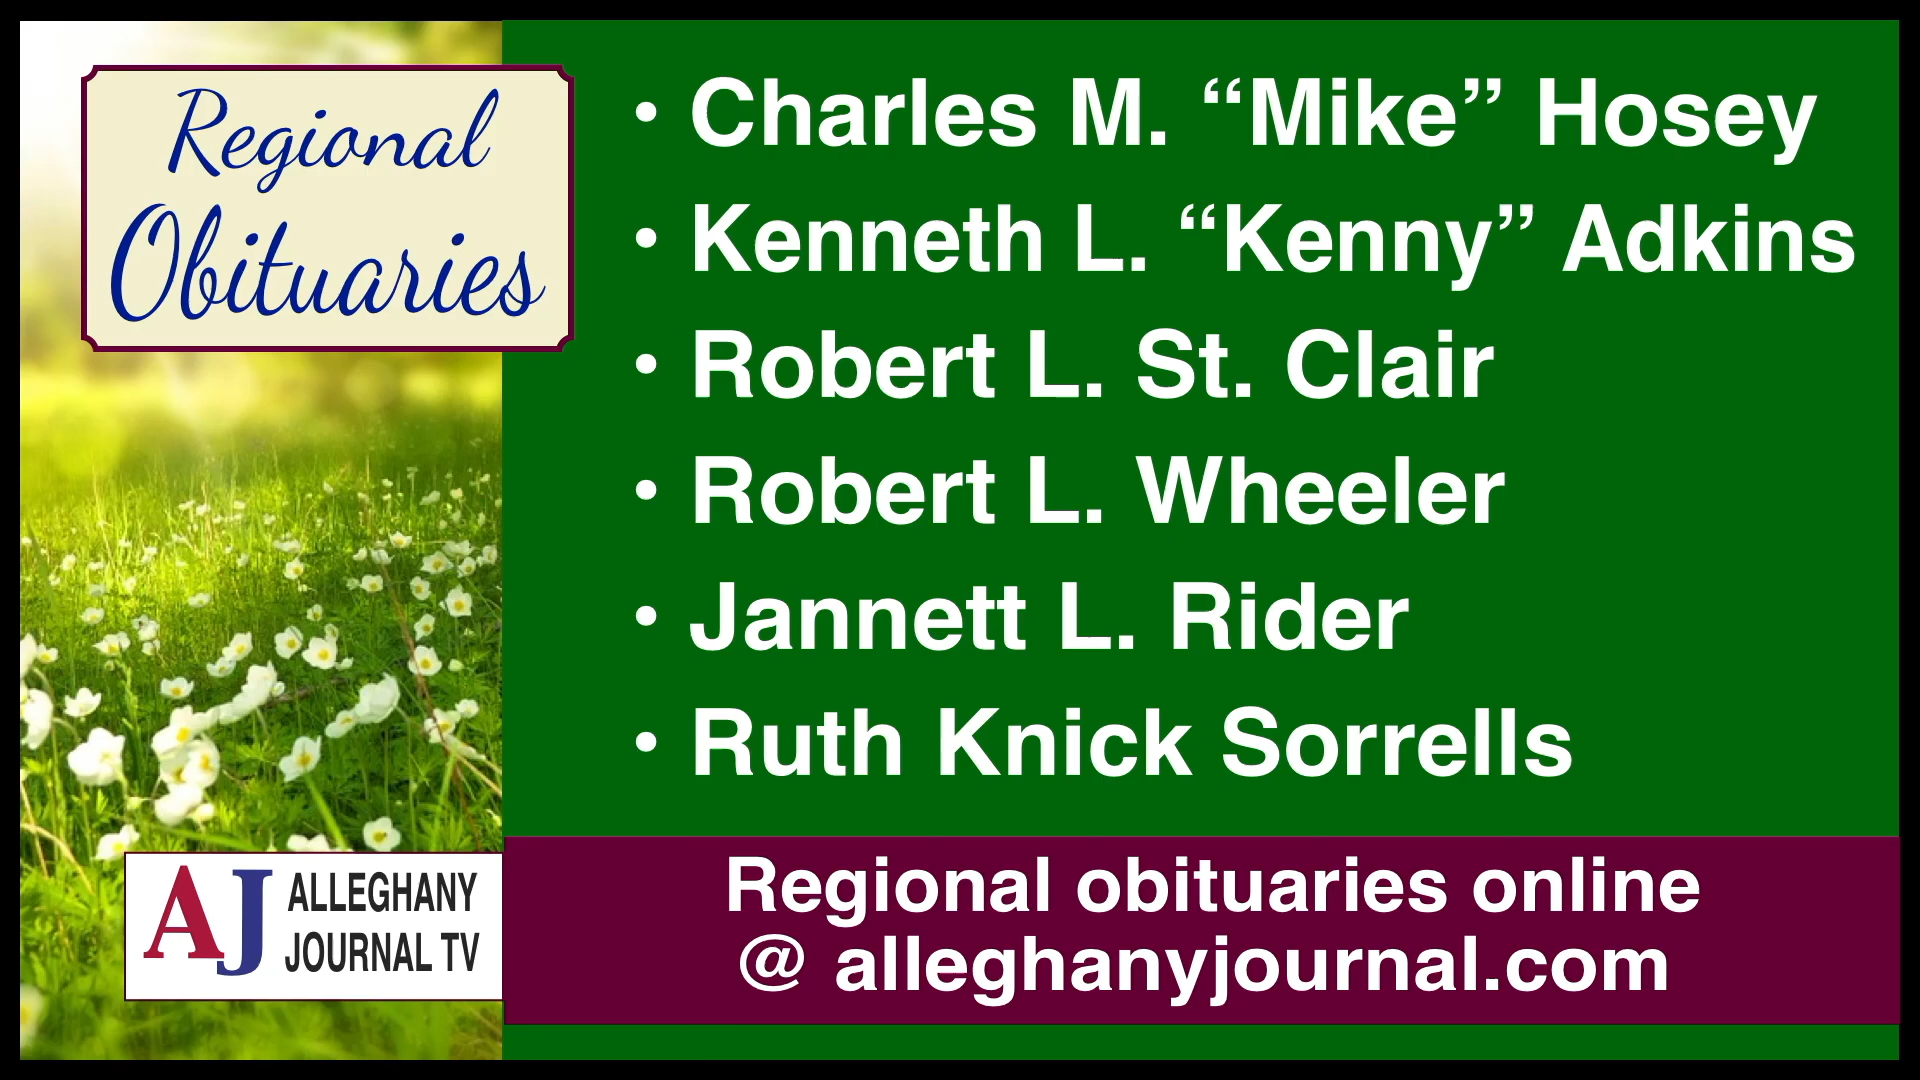 Regional
Obituaries
• Charles M. “Mike” Hosey
• Kenneth L. “Kenny” Adkins
• Robert L. St. Clair
• Robert L. Wheeler
• Jannett L. Rider
• Ruth Knick Sorrells
AJ ALLEGHANY
JOURNAL TV
Regional obituaries online
@ alleghanyjournal.com